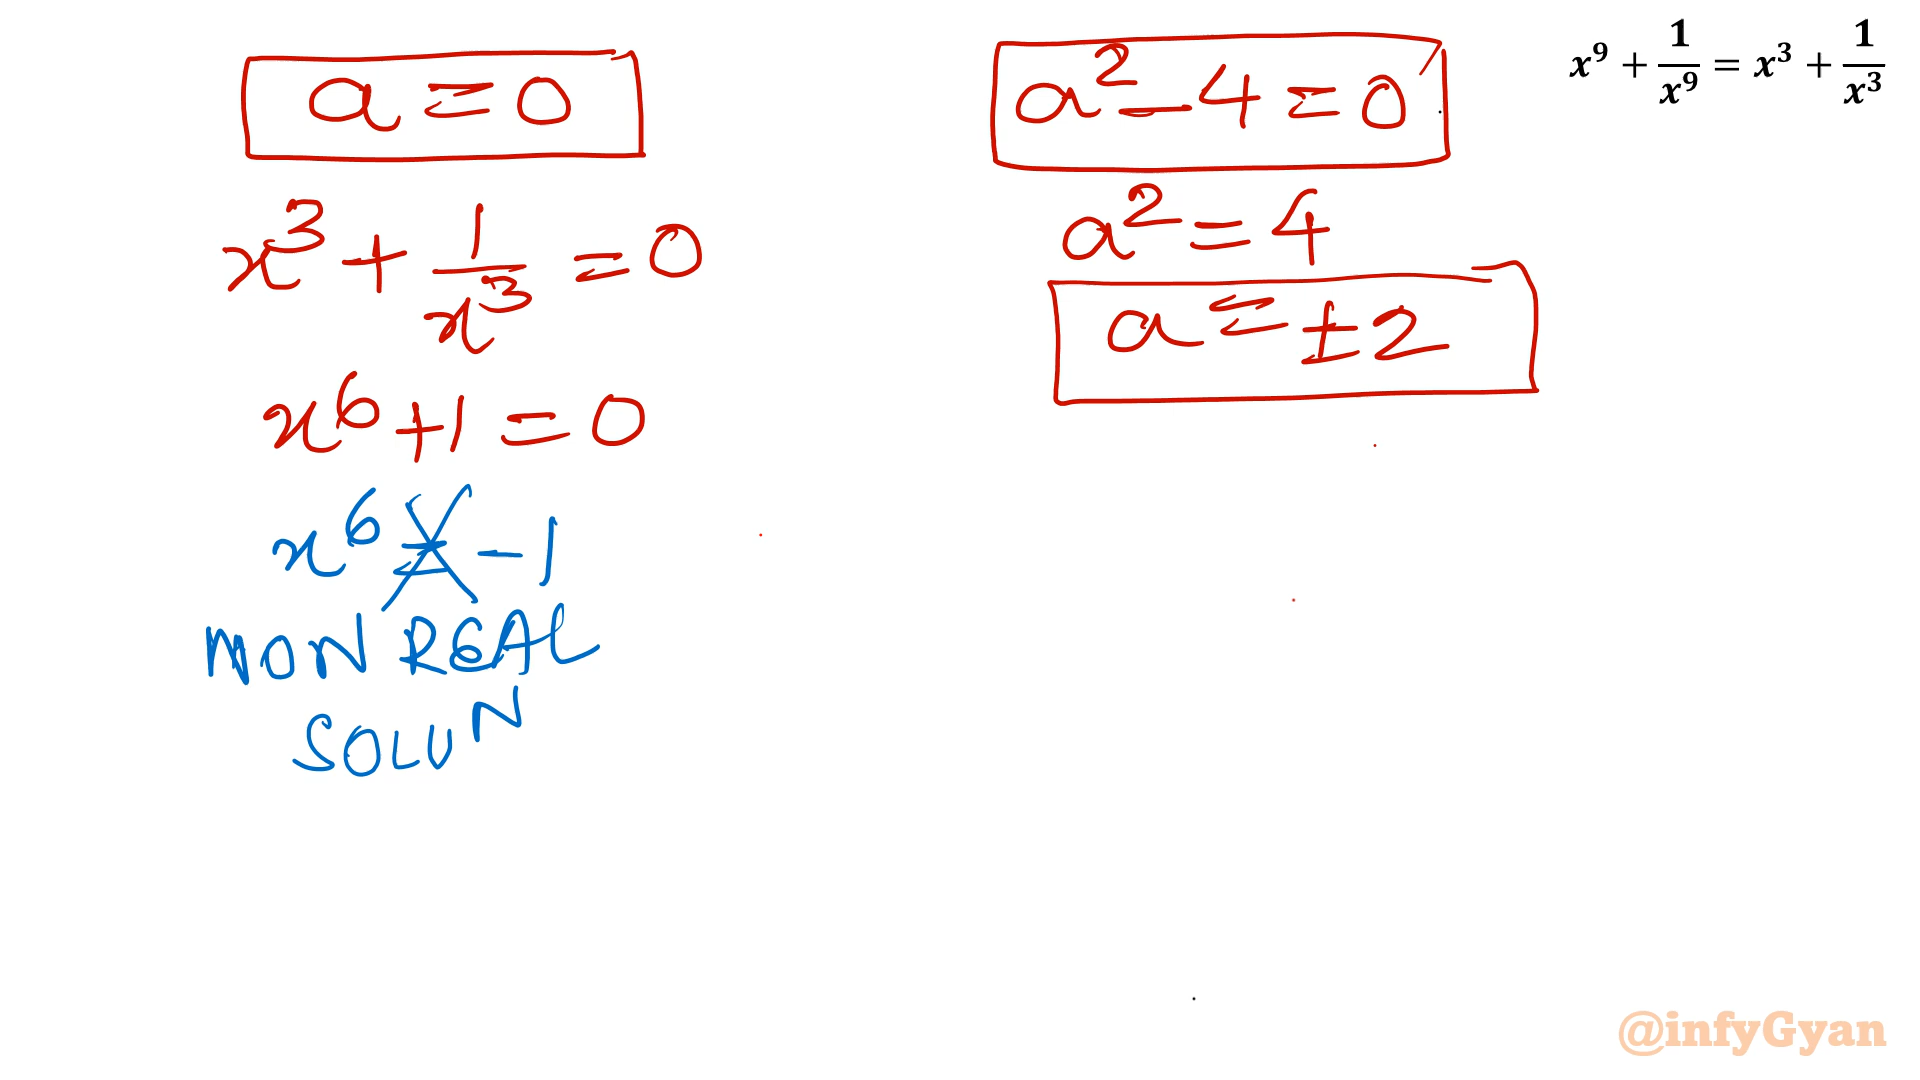 a = 0
x³ + 1/x³ = 0
x⁶ + 1 = 0
x⁶ = -1
NON REAL
SOLUN
a² - 4 = 0
a² = 4
a = ± 2
x⁹ + 1/x⁹ = x³ + 1/x³
@infyGyan